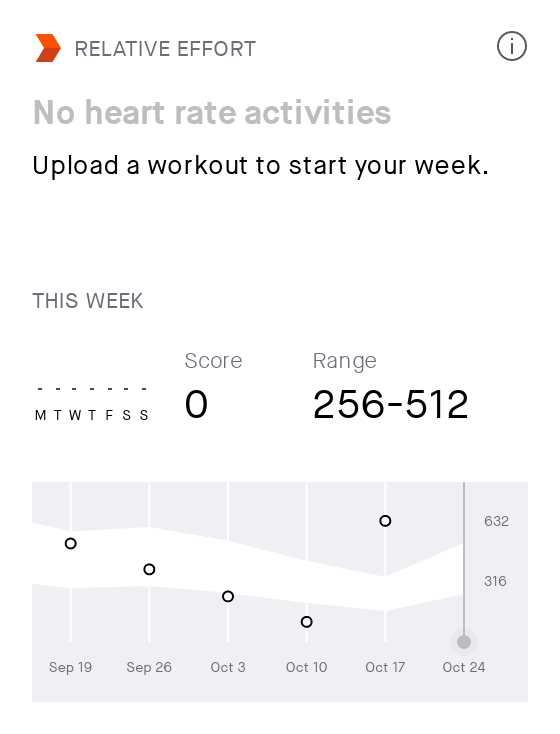 RELATIVE EFFORT
No heart rate activities
Upload a workout to start your week.
THIS WEEK
Score
Range
- - - - - - -
M T W T F S S
0
256-512
632
316
Sep 19
Sep 26
Oct 3
Oct 10
Oct 17
Oct 24